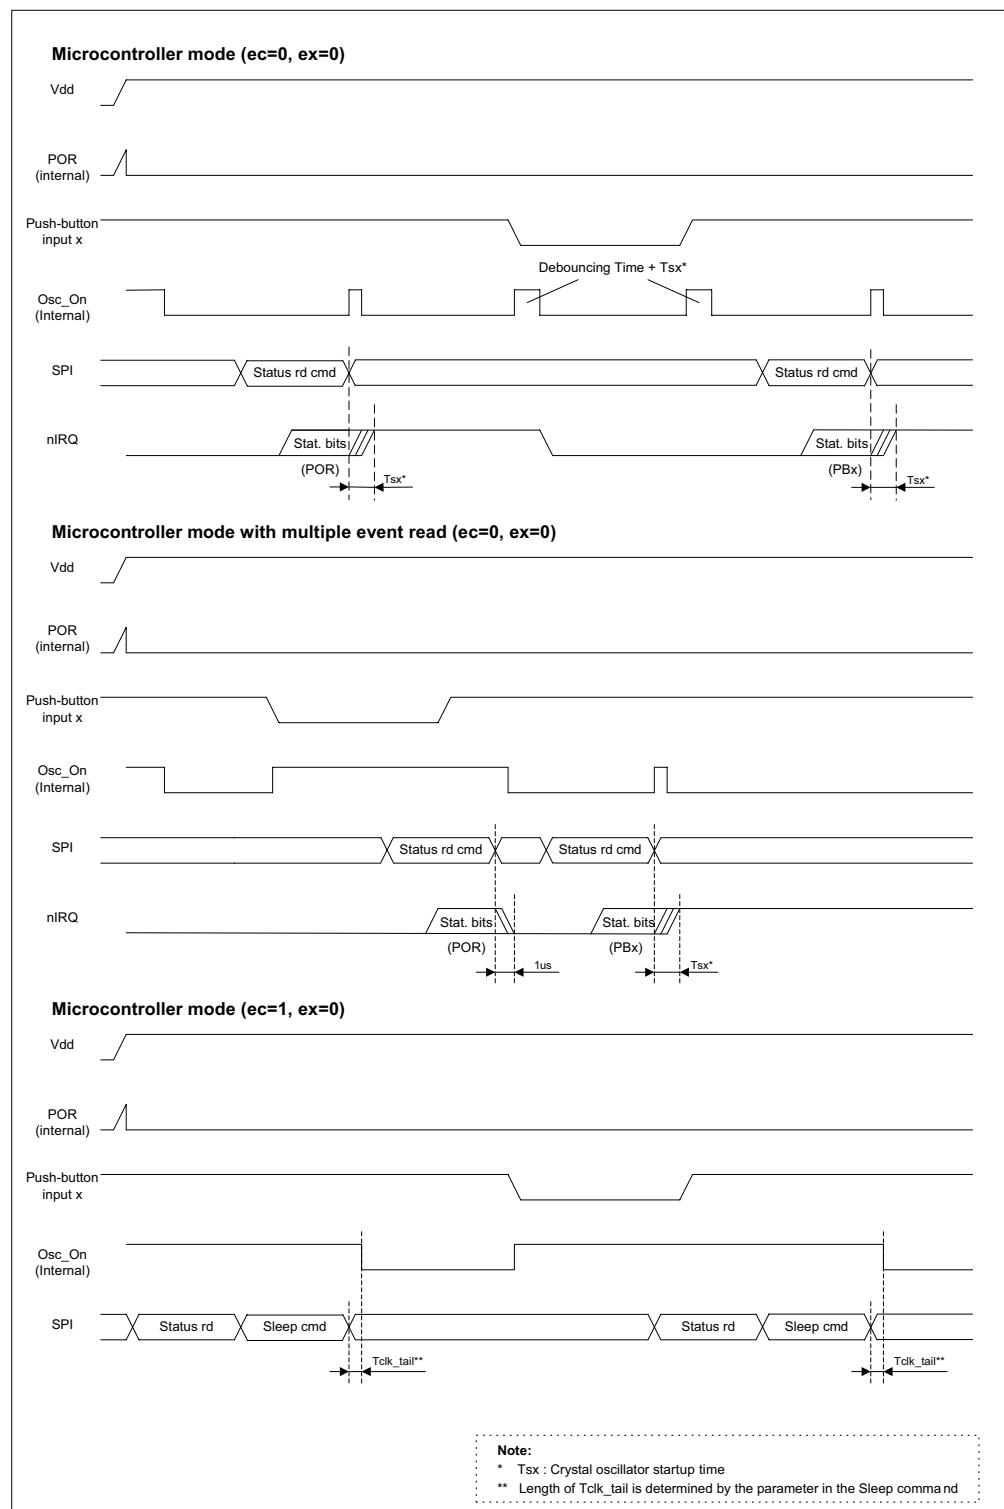 Microcontroller mode (ec=0, ex=0)
Vdd
POR
(internal)
Push-button
input x
Debouncing Time + Tsx*
Osc_On
(Internal)
SPI
Status rd cmd
Status rd cmd
nIRQ
Stat. bits
Stat. bits
(POR)
(PBx)
Tsx*
Tsx*
Microcontroller mode with multiple event read (ec=0, ex=0)
Vdd
POR
(internal)
Push-button
input x
Osc_On
(Internal)
SPI
Status rd cmd
Status rd cmd
nIRQ
Stat. bits
Stat. bits
(POR)
(PBx)
1us
Tsx*
Microcontroller mode (ec=1, ex=0)
Vdd
POR
(internal)
Push-button
input x
Osc_On
(Internal)
SPI
Status rd
Sleep cmd
Status rd
Sleep cmd
Tclk_tail**
Tclk_tail**
Note:
* Tsx : Crystal oscillator startup time
** Length of Tclk_tail is determined by the parameter in the Sleep command